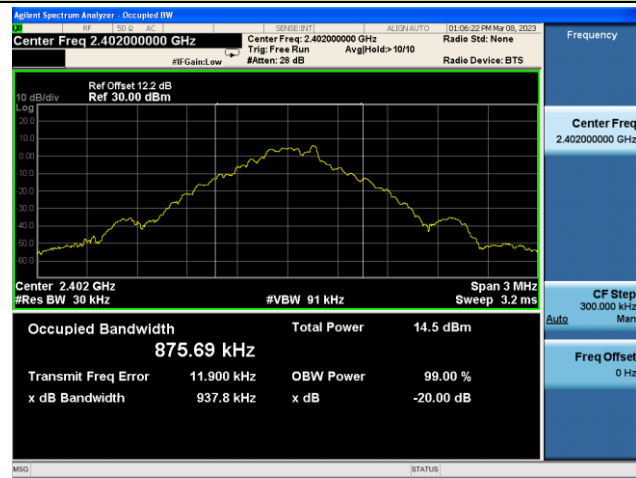 Agilent Spectrum Analyzer - Occupied BW
RF 50 Ω AC SENSE:INT ALIGN AUTO 01:06:22 PM Mar 08, 2023
Center Freq 2.402000000 GHz Center Freq: 2.402000000 GHz Radio Std: None
Trig: Free Run Avg|Hold:> 10/10
#IFGain:Low #Atten: 28 dB Radio Device: BTS
Frequency
Ref Offset 12.2 dB
10 dB/div Ref 30.00 dBm
Log
20.0
10.0
0.00
-10.0
-20.0
-30.0
-40.0
-50.0
-60.0
Center Freq
2.402000000 GHz
Center 2.402 GHz Span 3 MHz
#Res BW 30 kHz #VBW 91 kHz Sweep 3.2 ms
CF Step
300.000 kHz
Auto Man
Occupied Bandwidth Total Power 14.5 dBm
875.69 kHz
Transmit Freq Error 11.900 kHz OBW Power 99.00 %
x dB Bandwidth 937.8 kHz x dB -20.00 dB
Freq Offset
0 Hz
MSG STATUS